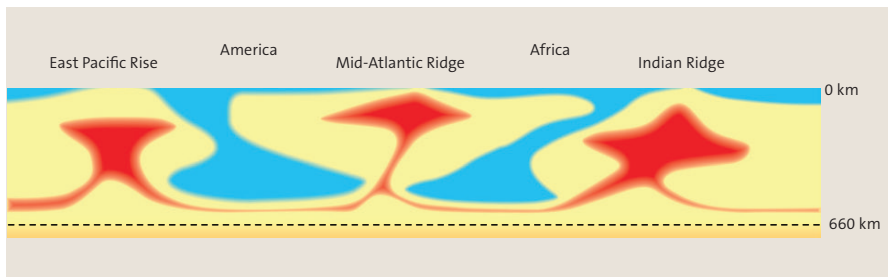 East Pacific Rise
America
Mid-Atlantic Ridge
Africa
Indian Ridge
0 km
660 km